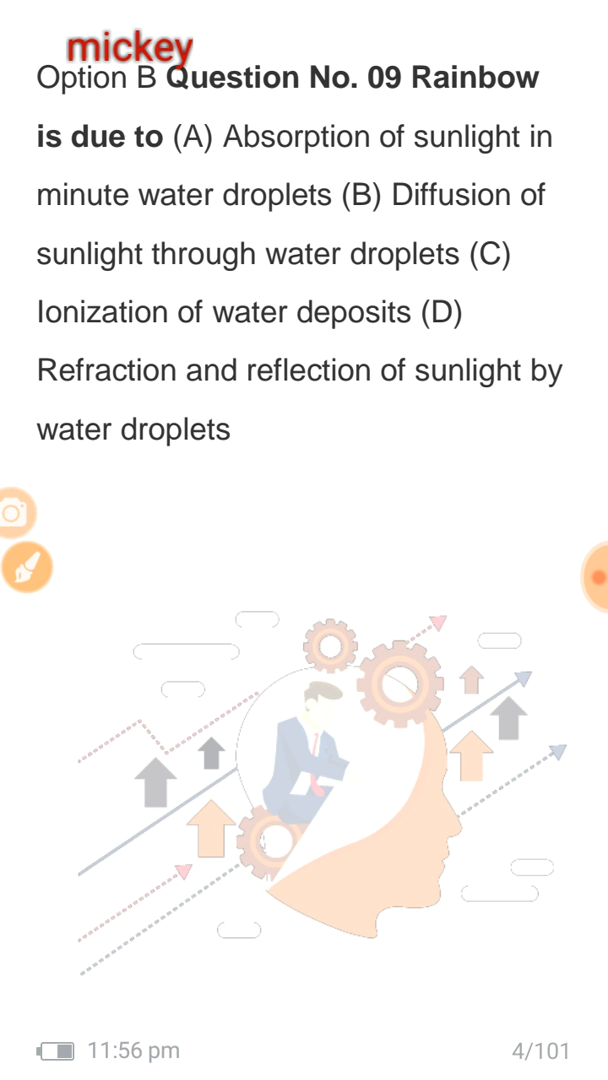 mickey
Option B Question No. 09 Rainbow
is due to (A) Absorption of sunlight in
minute water droplets (B) Diffusion of
sunlight through water droplets (C)
Ionization of water deposits (D)
Refraction and reflection of sunlight by
water droplets
11:56 pm
4/101